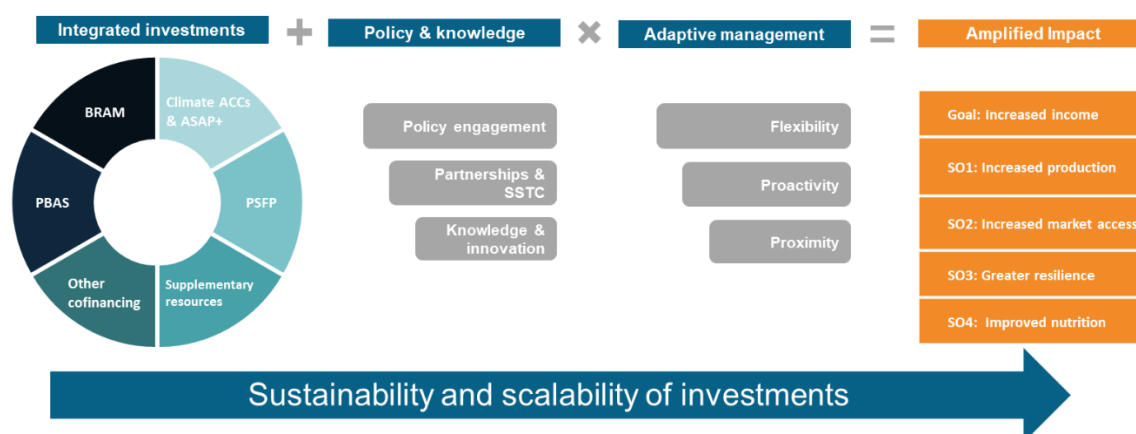 Integrated investments
+
Policy & knowledge
×
Adaptive management
=
Amplified Impact
BRAM
Climate ACCs
& ASAP+
PBAS
PSFP
Other
cofinancing
Supplementary
resources
Policy engagement
Partnerships &
SSTC
Knowledge &
innovation
Flexibility
Proactivity
Proximity
Goal: Increased income
SO1: Increased production
SO2: Increased market access
SO3: Greater resilience
SO4: Improved nutrition
Sustainability and scalability of investments